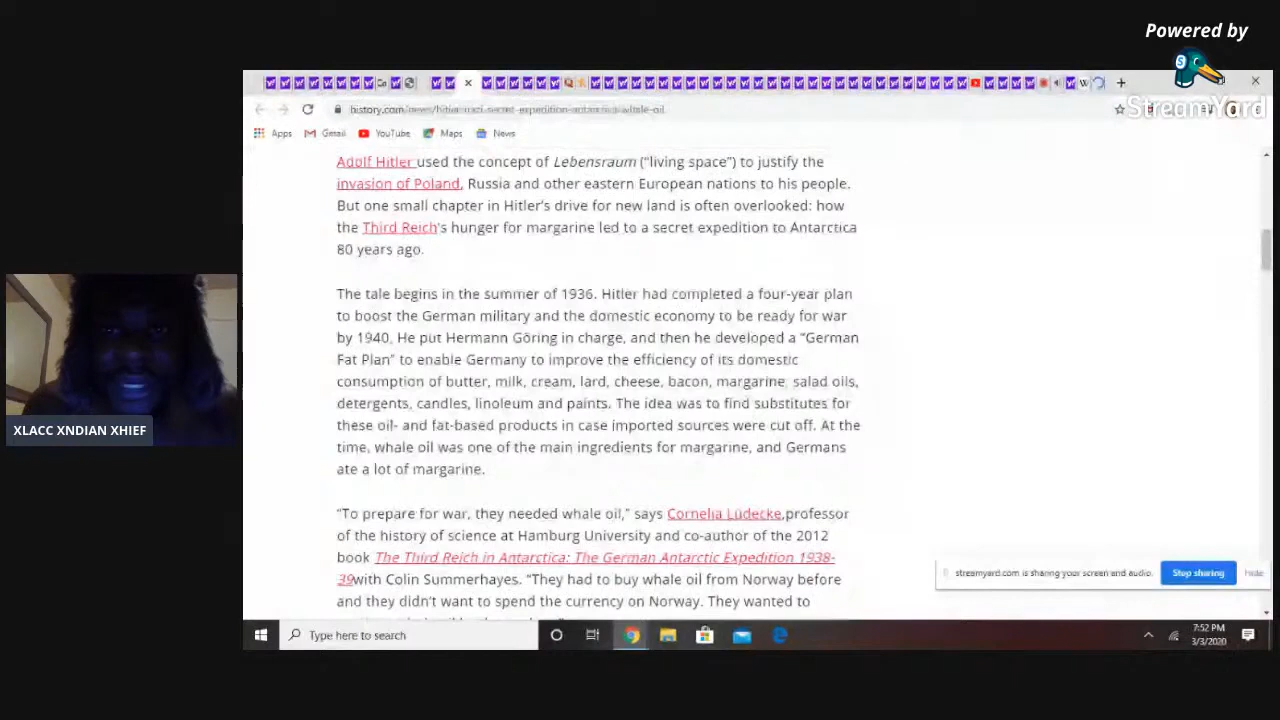 Powered by
StreamYard
history.com/news/hitler-nazi-secret-expedition-antarctica-whale-oil
Apps Gmail YouTube Maps News
Adolf Hitler used the concept of Lebensraum (“living space”) to justify the
invasion of Poland, Russia and other eastern European nations to his people.
But one small chapter in Hitler’s drive for new land is often overlooked: how
the Third Reich’s hunger for margarine led to a secret expedition to Antarctica
80 years ago.
The tale begins in the summer of 1936. Hitler had completed a four-year plan
to boost the German military and the domestic economy to be ready for war
by 1940. He put Hermann Göring in charge, and then he developed a “German
Fat Plan” to enable Germany to improve the efficiency of its domestic
consumption of butter, milk, cream, lard, cheese, bacon, margarine, salad oils,
detergents, candles, linoleum and paints. The idea was to find substitutes for
these oil- and fat-based products in case imported sources were cut off. At the
time, whale oil was one of the main ingredients for margarine, and Germans
ate a lot of margarine.
“To prepare for war, they needed whale oil,” says Cornelia Lüdecke,professor
of the history of science at Hamburg University and co-author of the 2012
book The Third Reich in Antarctica: The German Antarctic Expedition 1938-
39with Colin Summerhayes. “They had to buy whale oil from Norway before
and they didn’t want to spend the currency on Norway. They wanted to
XLACC XNDIAN XHIEF
streamyard.com is sharing your screen and audio. Stop sharing Hide
Type here to search
7:52 PM
3/3/2020